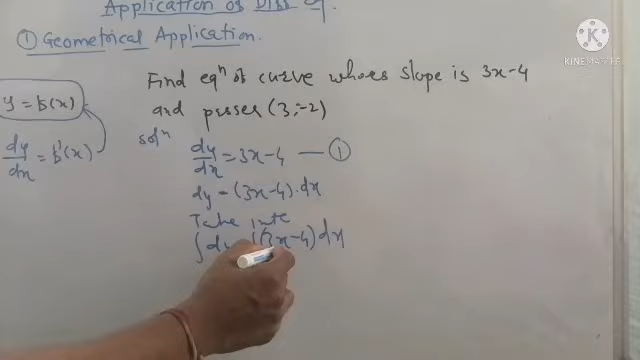 Application of Diff eq.
① Geometrical Application.
KINEMASTER
Find eqⁿ of curve whoes slope is 3x-4
and passes (3,-2)
y = f(x)
dy/dx = f'(x)
solⁿ
dy/dx = 3x-4 — ①
dy = (3x-4).dx
Take inte
∫ dy ∫(3x-4) dx